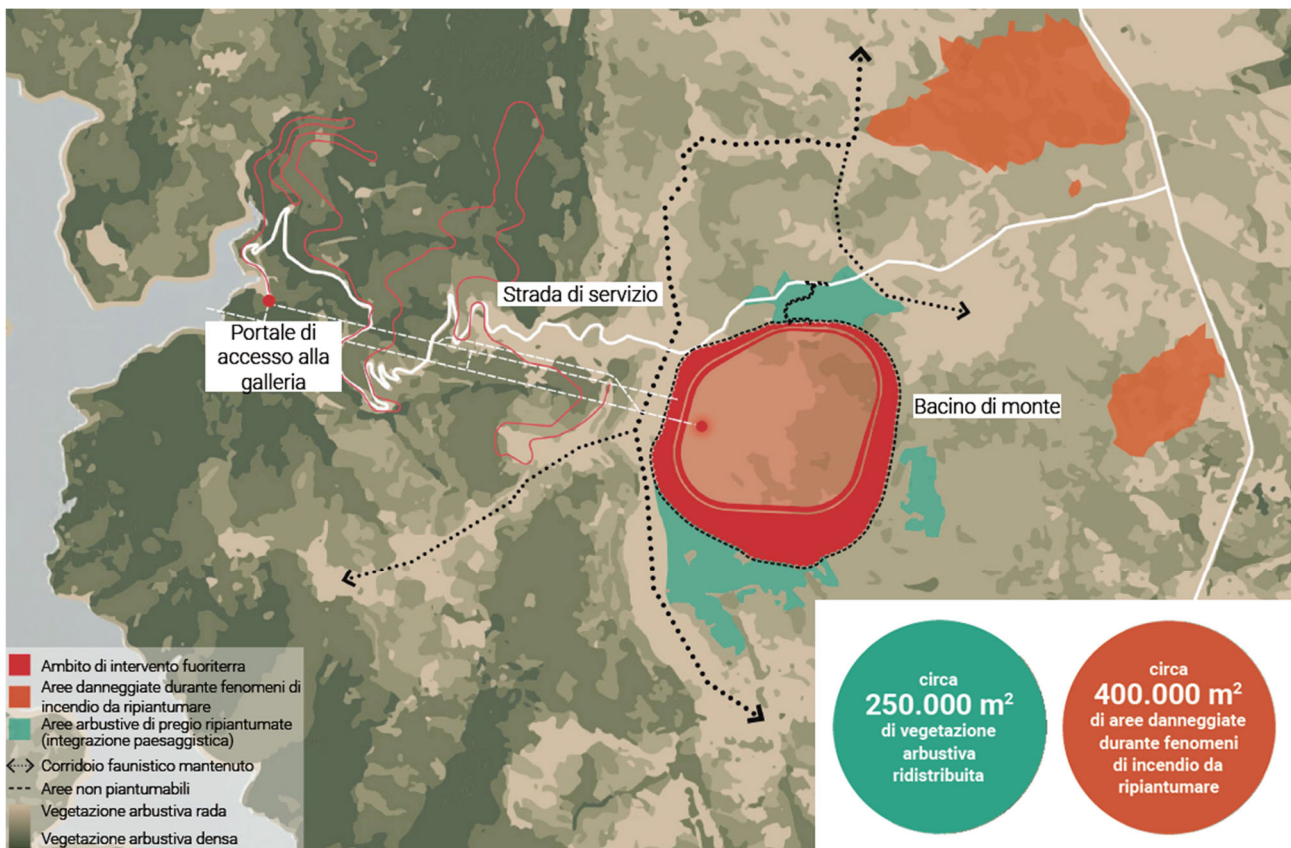 Strada di servizio
Portale di
accesso alla
galleria
Bacino di monte
Ambito di intervento fuoriterra
Aree danneggiate durante fenomeni di
incendio da ripiantumare
Aree arbustive di pregio ripiantumate
(integrazione paesaggistica)
Corridoio faunistico mantenuto
Aree non piantumabili
Vegetazione arbustiva rada
Vegetazione arbustiva densa
circa
250.000 m²
di vegetazione
arbustiva
ridistribuita
circa
400.000 m²
di aree danneggiate
durante fenomeni
di incendio da
ripiantumare